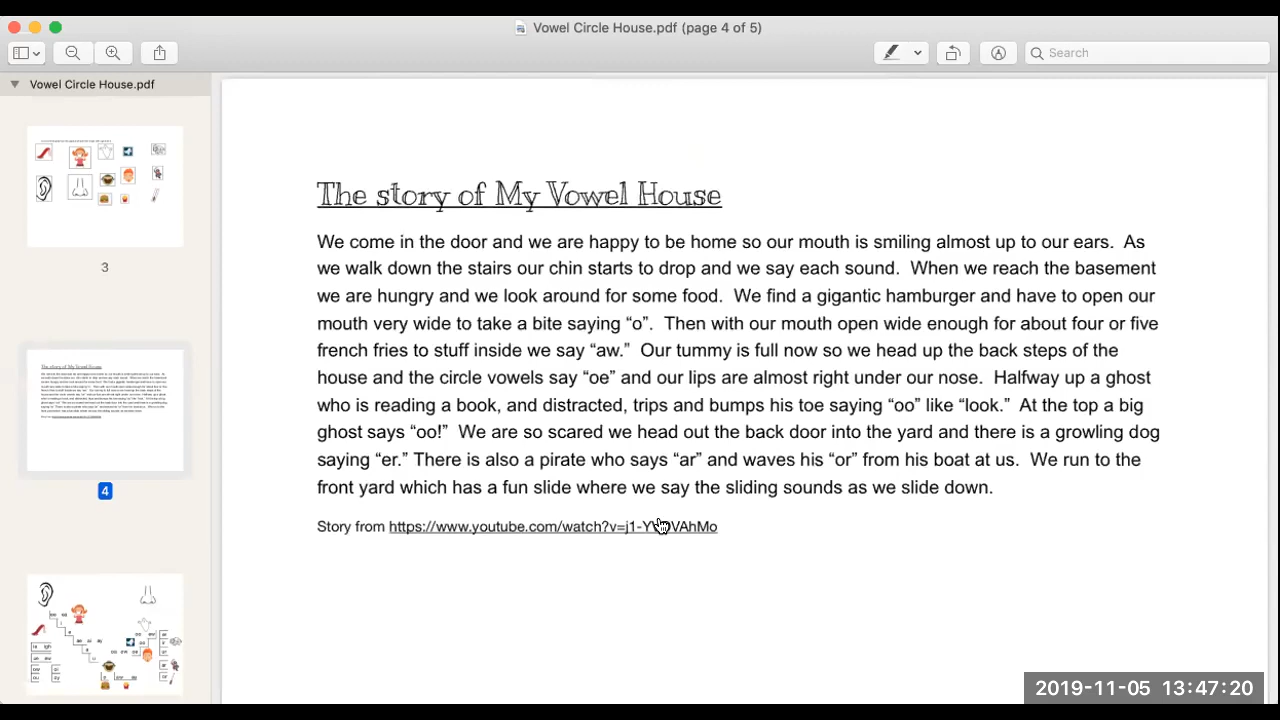 Vowel Circle House.pdf (page 4 of 5)
Search
Vowel Circle House.pdf
3
4
The story of My Vowel House
We come in the door and we are happy to be home so our mouth is smiling almost up to our ears.  As
we walk down the stairs our chin starts to drop and we say each sound.  When we reach the basement
we are hungry and we look around for some food.  We find a gigantic hamburger and have to open our
mouth very wide to take a bite saying “o”.  Then with our mouth open wide enough for about four or five
french fries to stuff inside we say “aw.”  Our tummy is full now so we head up the back steps of the
house and the circle vowels say “oe” and our lips are almost right under our nose.  Halfway up a ghost
who is reading a book, and distracted, trips and bumps his toe saying “oo” like “look.”  At the top a big
ghost says “oo!”  We are so scared we head out the back door into the yard and there is a growling dog
saying “er.” There is also a pirate who says “ar” and waves his “or” from his boat at us.  We run to the
front yard which has a fun slide where we say the sliding sounds as we slide down.
Story from
2019-11-05 13:47:20